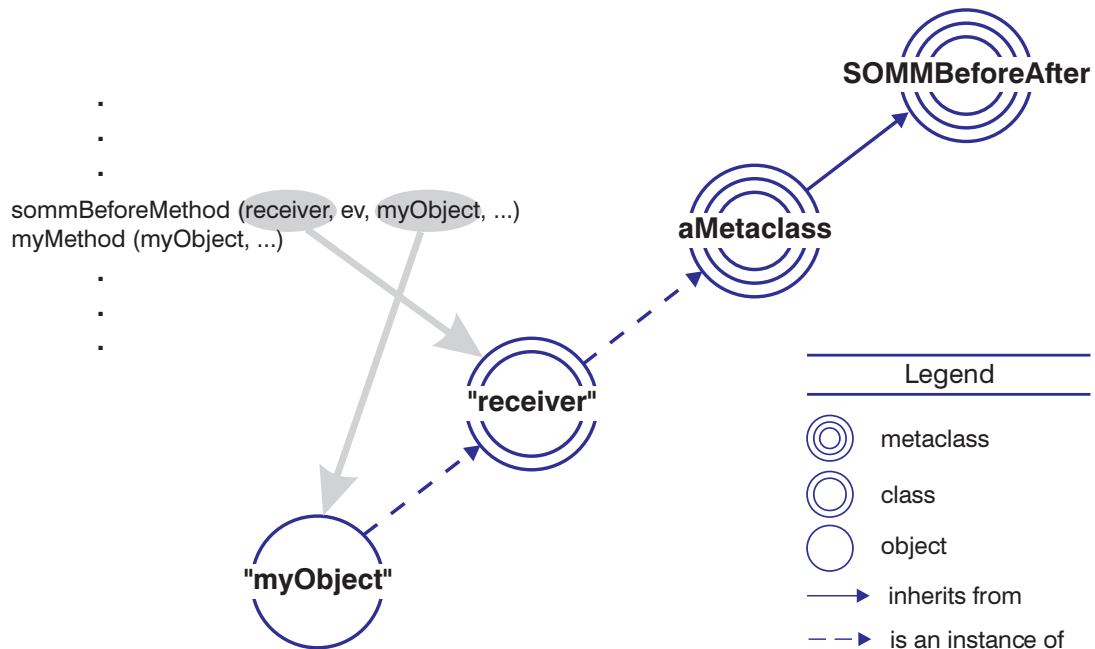 SOMMBeforeAfter
.
.
.
sommBeforeMethod (receiver, ev, myObject, ...)
myMethod (myObject, ...)
.
.
.
aMetaclass
"receiver"
"myObject"
Legend
metaclass
class
object
inherits from
is an instance of